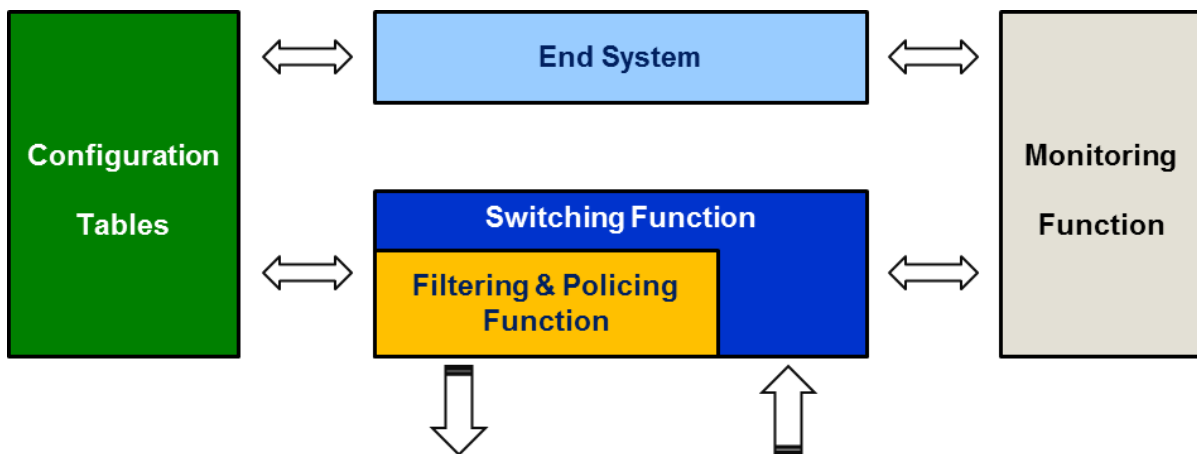 End System
Configuration
Tables
Monitoring
Function
Switching Function
Filtering & Policing
Function